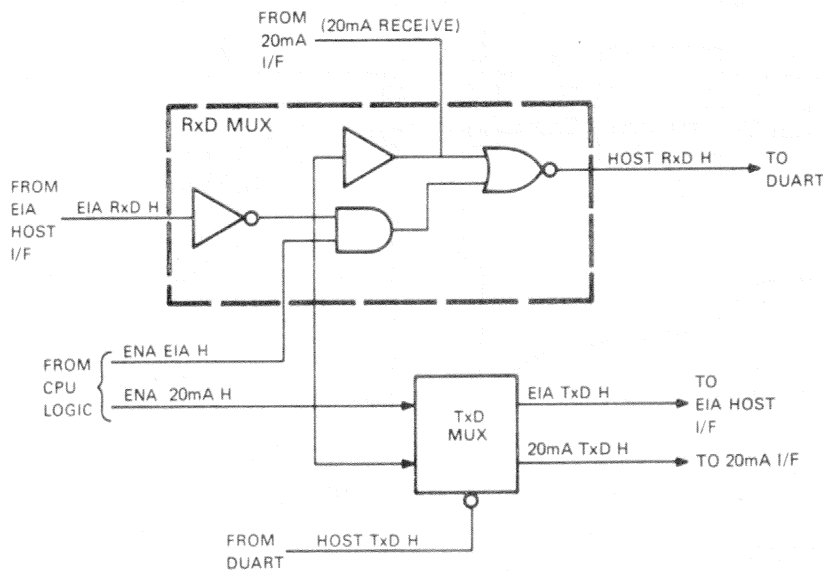 FROM
20mA
I/F
(20mA RECEIVE)
RxD MUX
FROM
EIA
HOST
I/F
EIA RxD H
HOST RxD H
TO
DUART
FROM
CPU
LOGIC
ENA EIA H
ENA 20mA H
TxD
MUX
EIA TxD H
TO
EIA HOST
I/F
20mA TxD H
TO 20mA I/F
FROM
DUART
HOST TxD H